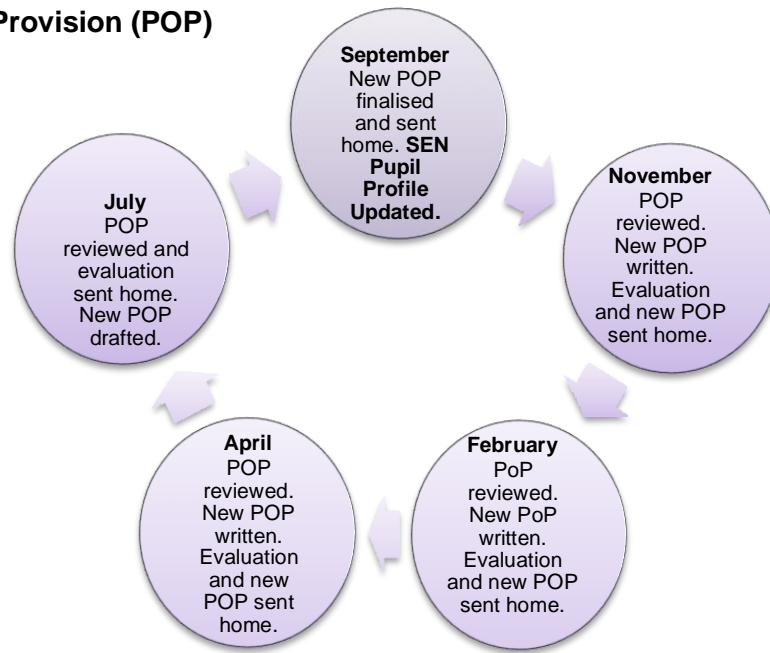 Provision (POP)
September
New POP
finalised
and sent
home. SEN
Pupil
Profile
Updated.
November
POP
reviewed.
New POP
written.
Evaluation
and new POP
sent home.
February
PoP
reviewed.
New PoP
written.
Evaluation
and new POP
sent home.
April
POP
reviewed.
New POP
written.
Evaluation
and new
POP sent
home.
July
POP
reviewed and
evaluation
sent home.
New POP
drafted.